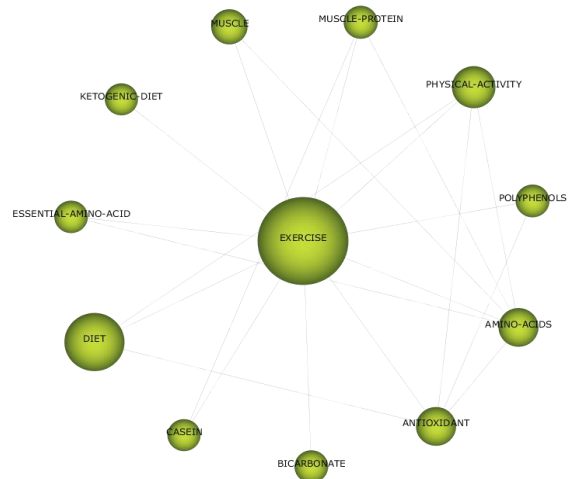 MUSCLE-PROTEIN
MUSCLE
PHYSICAL-ACTIVITY
KETOGENIC-DIET
POLYPHENOLS
ESSENTIAL-AMINO-ACID
EXERCISE
AMINO-ACIDS
DIET
ANTIOXIDANT
CASEIN
BICARBONATE